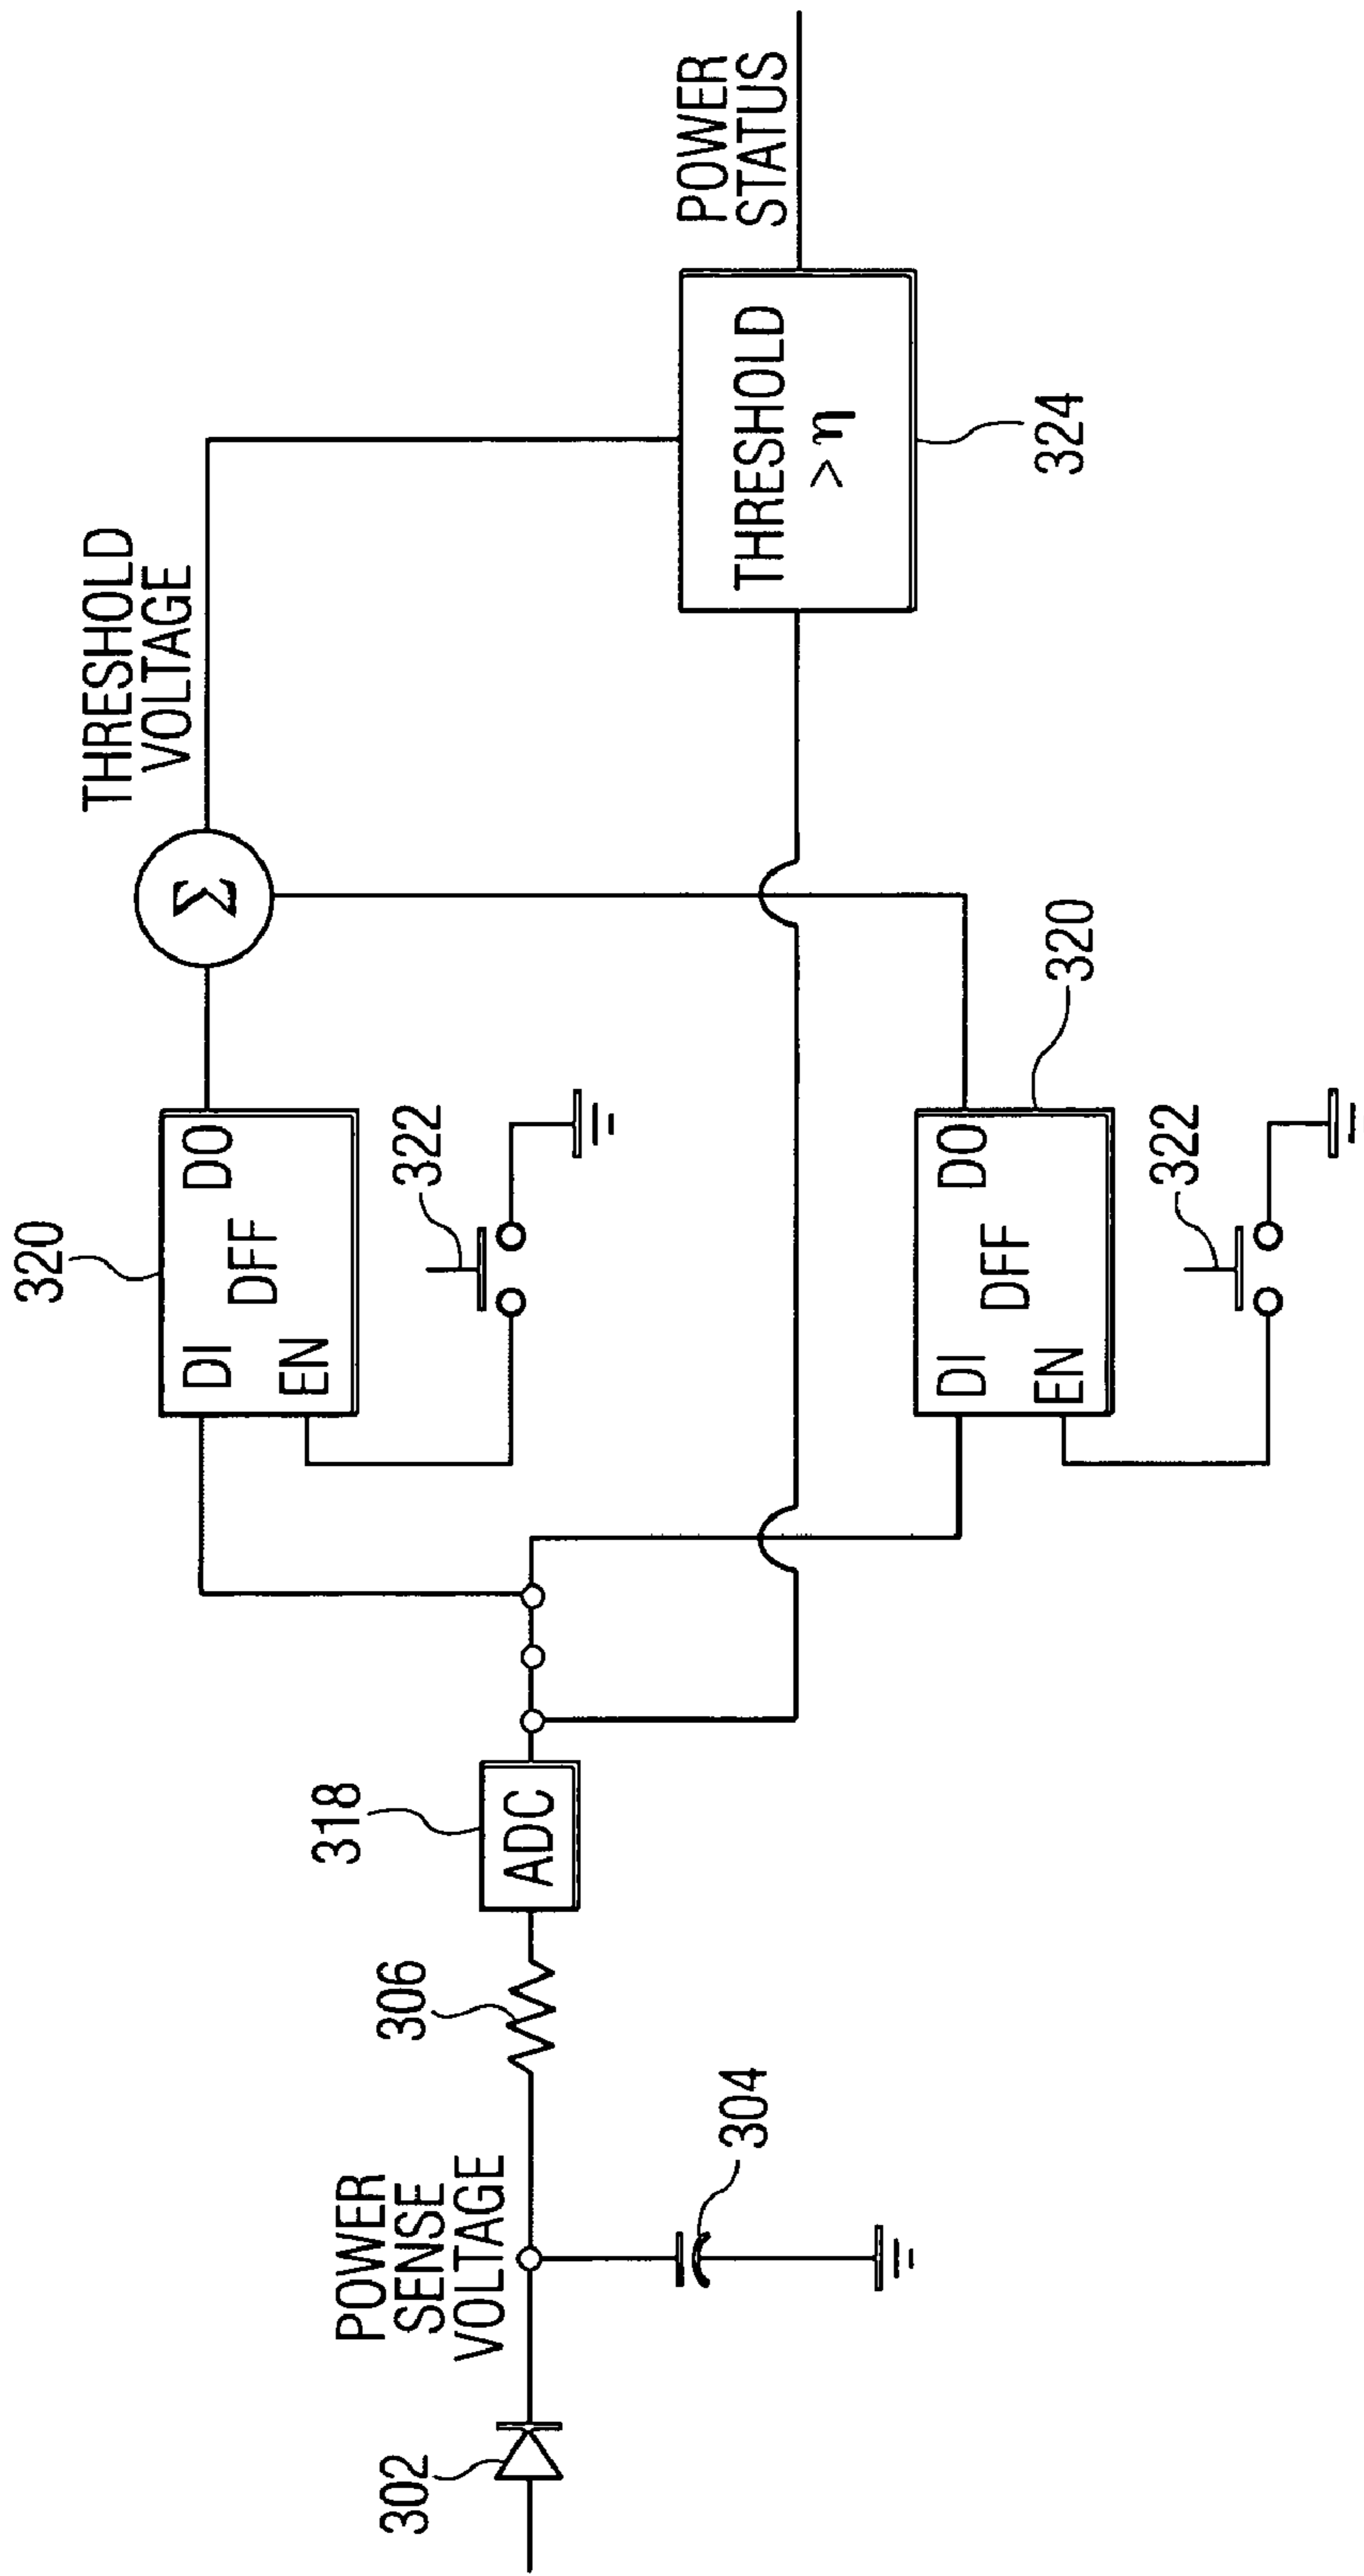 302
POWER
SENSE
VOLTAGE
304
306
318
ADC
320
DI
DO
DFF
EN
322
Σ
THRESHOLD
VOLTAGE
320
DI
DO
DFF
EN
322
THRESHOLD
>η
324
POWER
STATUS